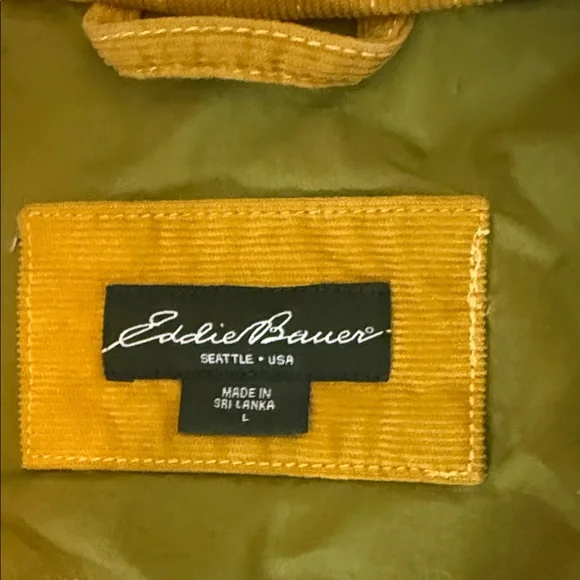 Eddie Bauer®
SEATTLE • USA
MADE IN
SRI LANKA
L